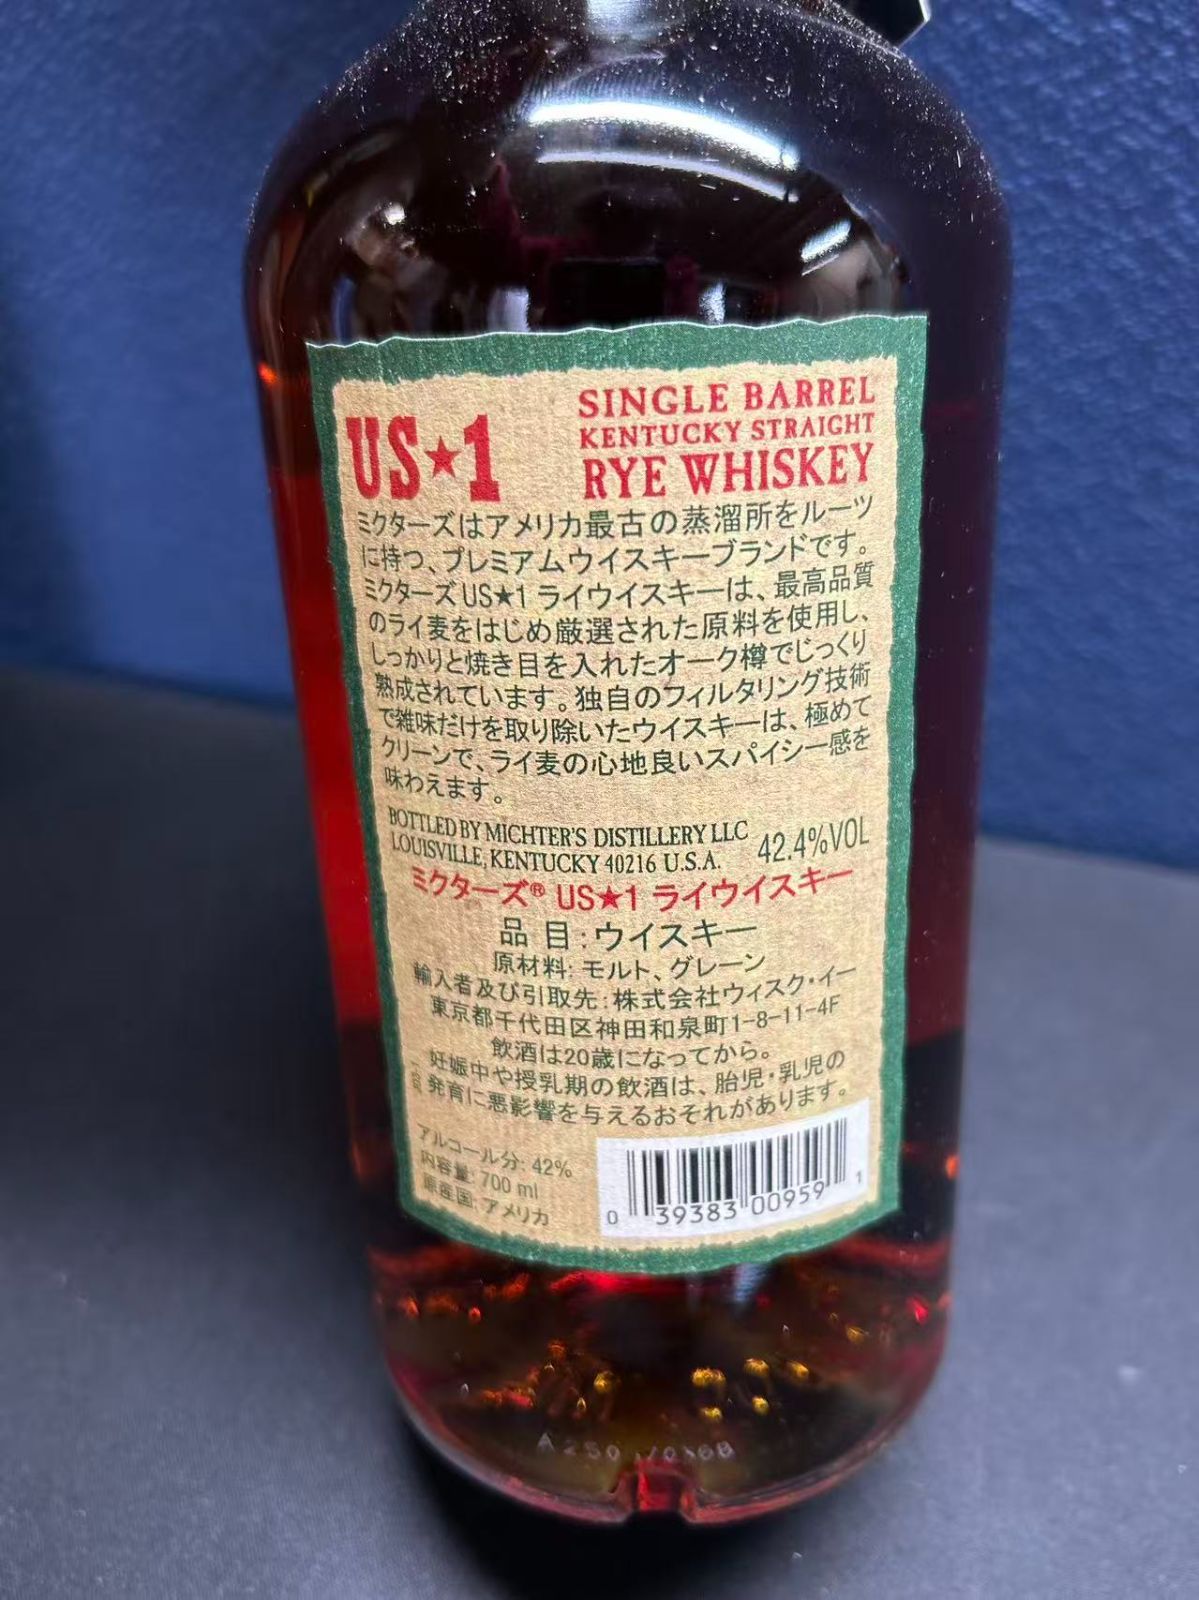 US★1
SINGLE BARREL
KENTUCKY STRAIGHT
RYE WHISKEY
ミクターズはアメリカ最古の蒸溜所をルーツ
に持つ、プレミアムウイスキーブランドです。
ミクターズUS★1 ライウイスキーは、最高品質
のライ麦をはじめ厳選された原料を使用し、
しっかりと焼き目を入れたオーク樽でじっくり
熟成されています。独自のフィルタリング技術
で雑味だけを取り除いたウイスキーは、極めて
クリーンで、ライ麦の心地良いスパイシー感を
味わえます。
BOTTLED BY MICHTER'S DISTILLERY LLC
LOUISVILLE, KENTUCKY 40216 U.S.A.
42.4%VOL
ミクターズ® US★1 ライウイスキー
品 目：ウイスキー
原材料：モルト、グレーン
輸入者及び引取先：株式会社ウィスク・イー
東京都千代田区神田和泉町1-8-11-4F
飲酒は20歳になってから。
妊娠中や授乳期の飲酒は、胎児・乳児の
発育に悪影響を与えるおそれがあります。
アルコール分: 42%
内容量: 700 ml
原産国: アメリカ
0 39383 00959 1